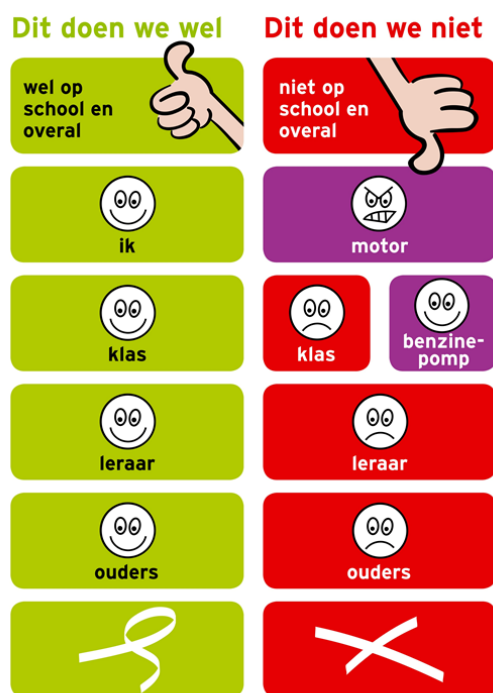 Dit doen we wel
wel op
school en
overal
ik
klas
leraar
ouders
Dit doen we niet
niet op
school en
overal
motor
klas
benzine-
pomp
leraar
ouders